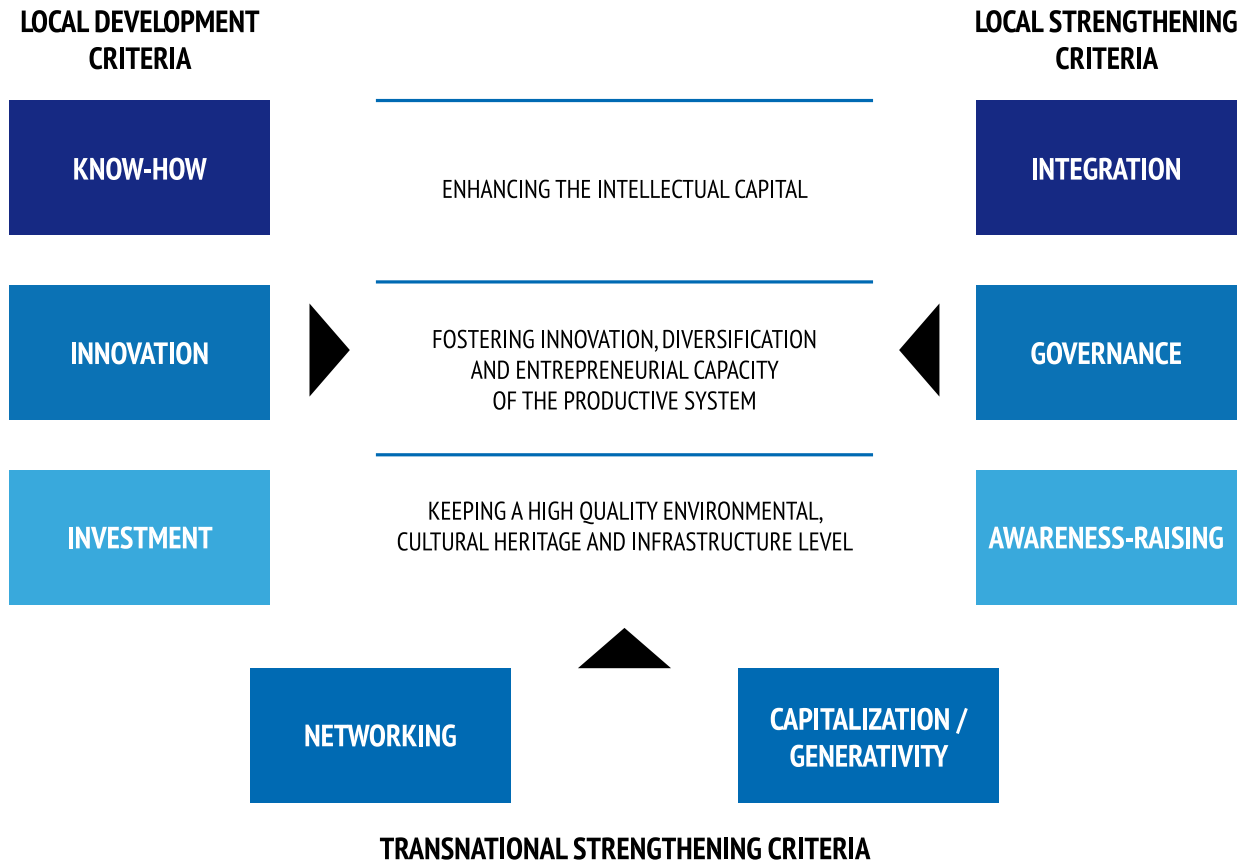 LOCAL DEVELOPMENT
CRITERIA
LOCAL STRENGTHENING
CRITERIA
KNOW-HOW
ENHANCING THE INTELLECTUAL CAPITAL
INTEGRATION
INNOVATION
FOSTERING INNOVATION, DIVERSIFICATION
AND ENTREPRENEURIAL CAPACITY
OF THE PRODUCTIVE SYSTEM
GOVERNANCE
INVESTMENT
KEEPING A HIGH QUALITY ENVIRONMENTAL,
CULTURAL HERITAGE AND INFRASTRUCTURE LEVEL
AWARENESS-RAISING
NETWORKING
CAPITALIZATION /
GENERATIVITY
TRANSNATIONAL STRENGTHENING CRITERIA